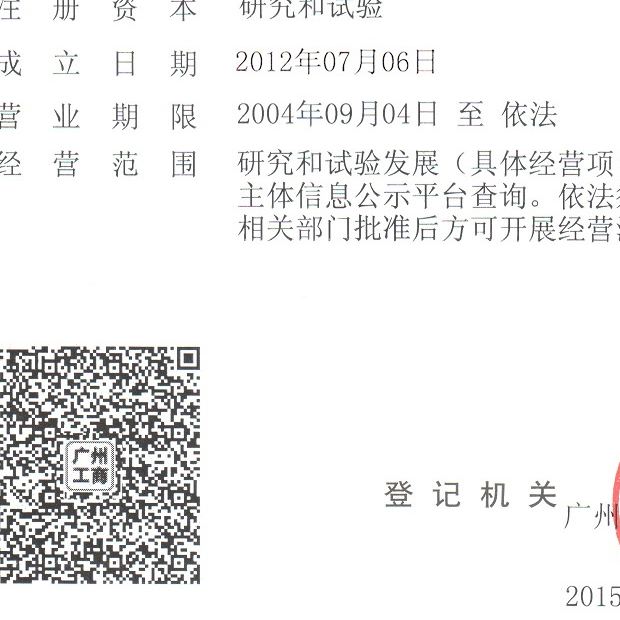 注册资本 研究和试验
成立日期 2012年07月06日
营业期限 2004年09月04日 至 依法
经营范围 研究和试验发展（具体经营项
主体信息公示平台查询。依法
相关部门批准后方可开展经营
广州
工商
登记机关
广州
2015